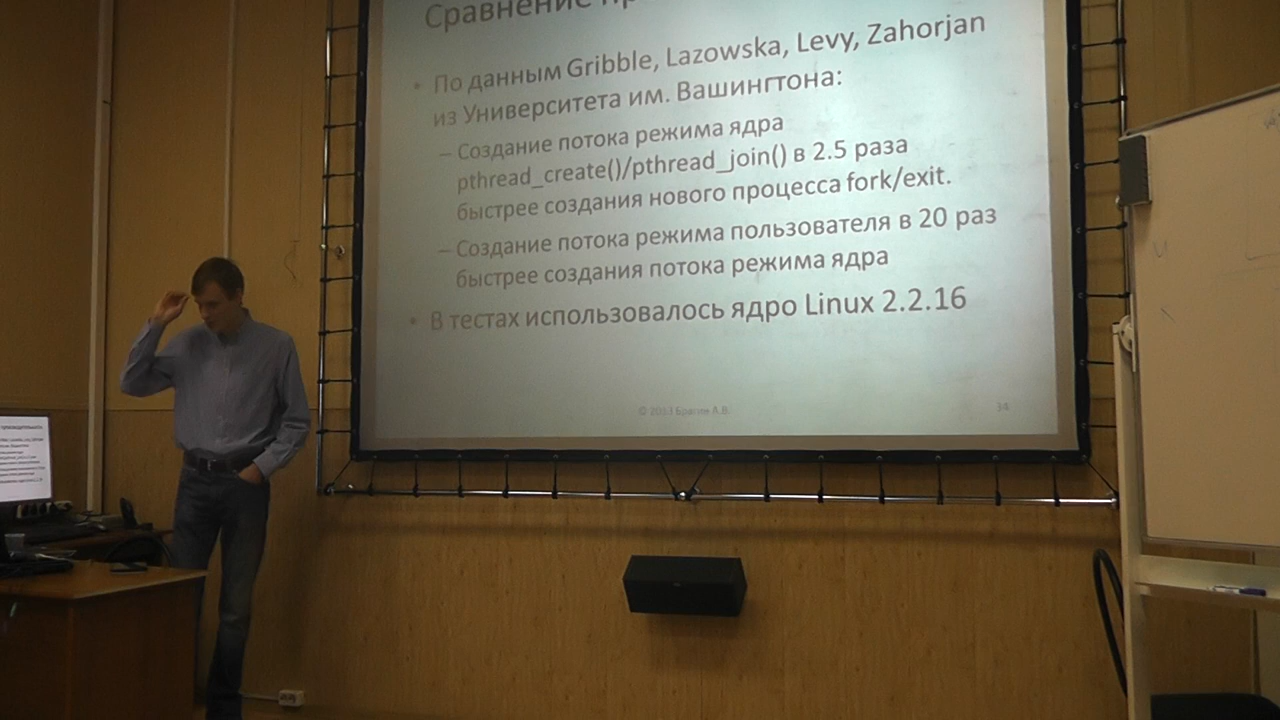 Сравнение
• По данным Gribble, Lazowska, Levy, Zahorjan
из Университета им. Вашингтона:
– Создание потока режима ядра
pthread_create()/pthread_join() в 2.5 раза
быстрее создания нового процесса fork/exit.
– Создание потока режима пользователя в 20 раз
быстрее создания потока режима ядра
• В тестах использовалось ядро Linux 2.2.16
© 2013 Брагин А.В.
34